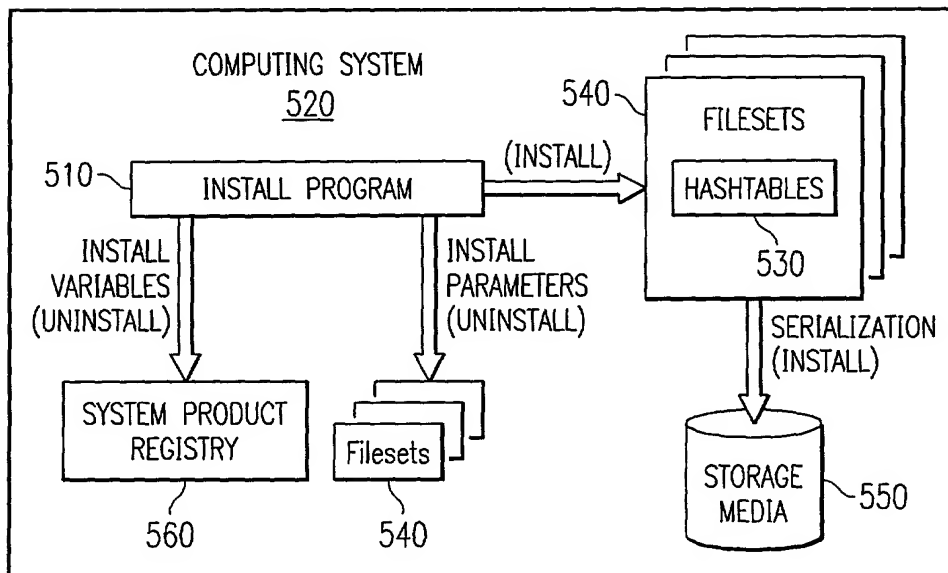 COMPUTING SYSTEM
520
540
FILESETS
510
INSTALL PROGRAM
(INSTALL)
HASHTABLES
530
INSTALL
VARIABLES
(UNINSTALL)
INSTALL
PARAMETERS
(UNINSTALL)
SERIALIZATION
(INSTALL)
SYSTEM PRODUCT
REGISTRY
Filesets
STORAGE
MEDIA
550
560
540